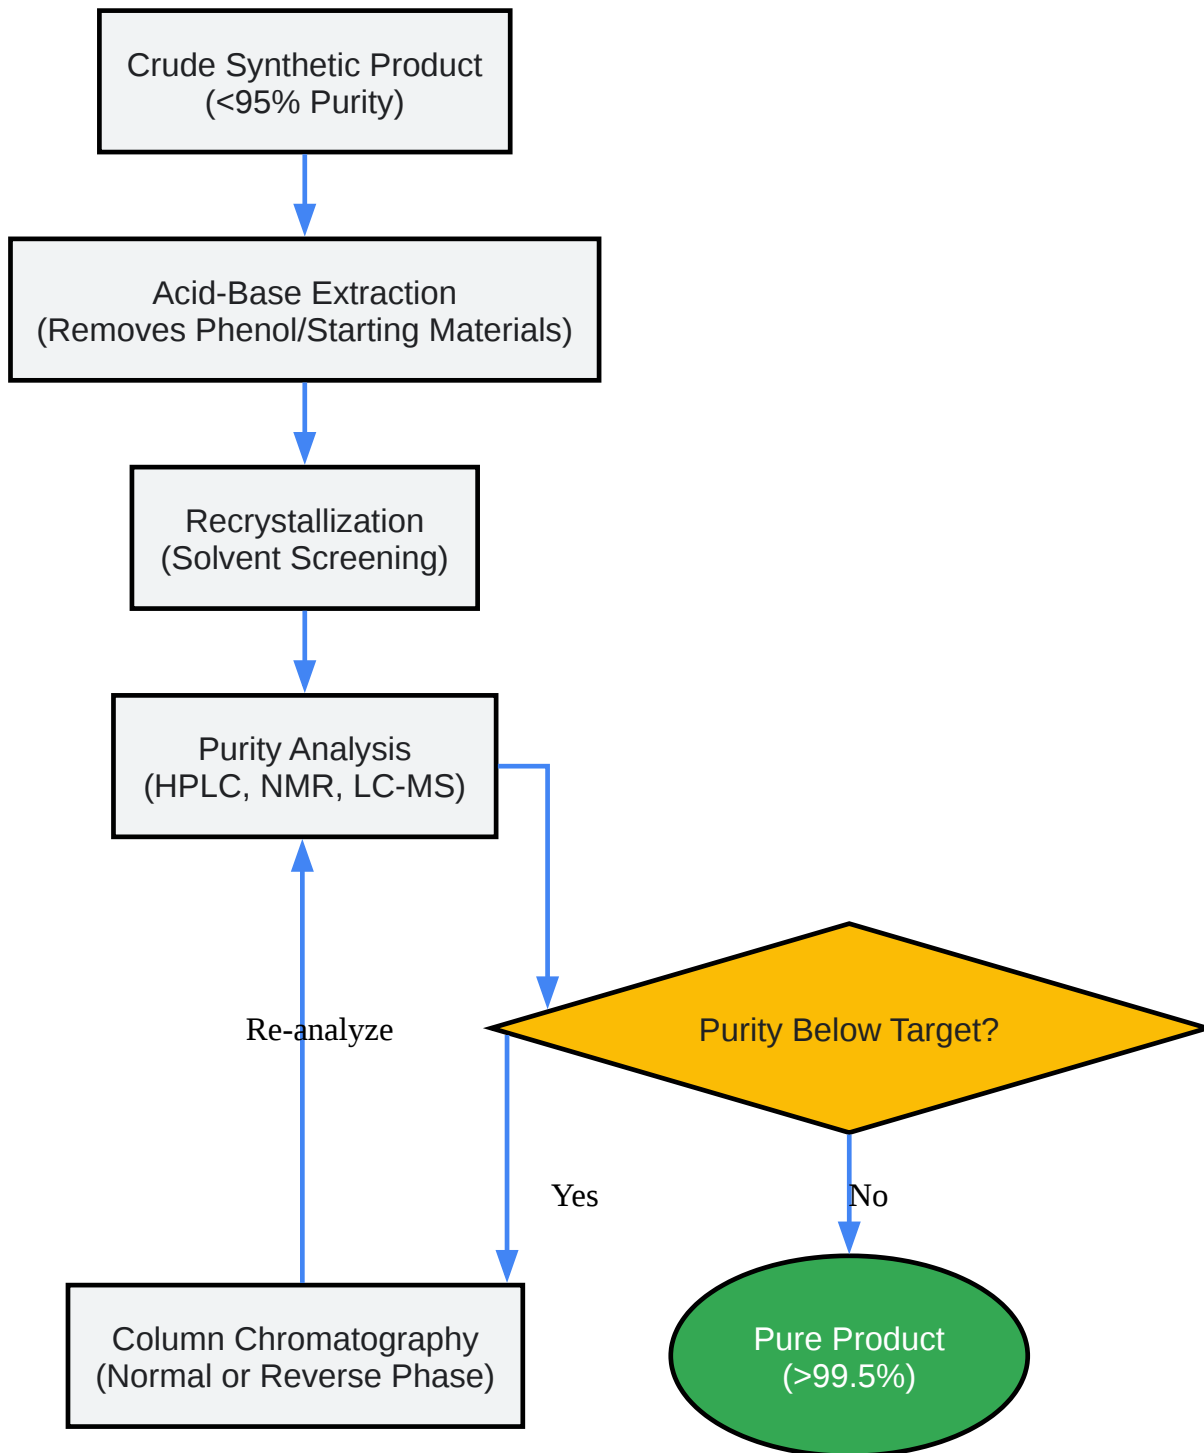 Crude Synthetic Product
(<95% Purity)
Acid-Base Extraction
(Removes Phenol/Starting Materials)
Recrystallization
(Solvent Screening)
Purity Analysis
(HPLC, NMR, LC-MS)
Re-analyze
Purity Below Target?
Yes
No
Column Chromatography
(Normal or Reverse Phase)
Pure Product
(>99.5%)